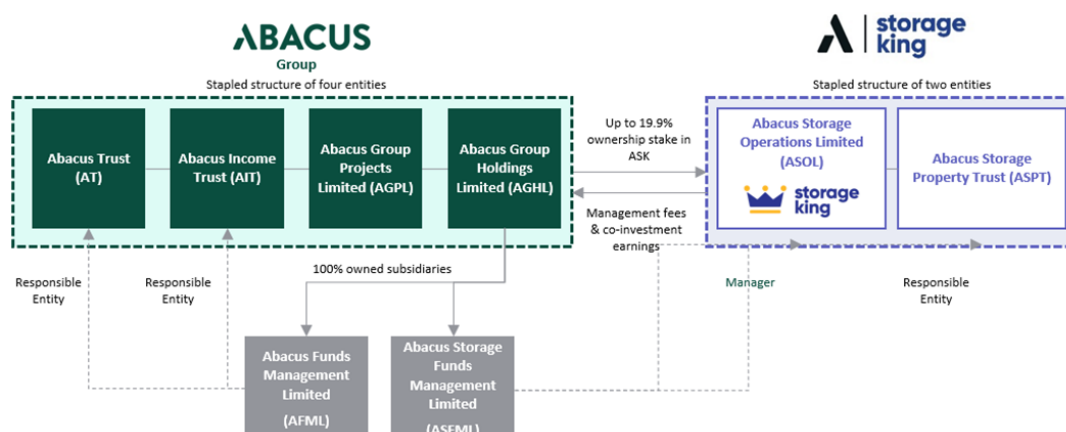 ABACUS
Group
Stapled structure of four entities
storage
king
Stapled structure of two entities
Abacus Trust
(AT)
Abacus Income
Trust (AIT)
Abacus Group
Projects
Limited (AGPL)
Abacus Group
Holdings
Limited (AGHL)
Up to 19.9%
ownership stake in
ASK
Management fees
& co-investment
earnings
Abacus Storage
Operations Limited
(ASOL)
storage
king
Abacus Storage
Property Trust (ASPT)
Responsible
Entity
Responsible
Entity
100% owned subsidiaries
Manager
Responsible
Entity
Abacus Funds
Management
Limited
(AFML)
Abacus Storage
Funds
Management
Limited
(ASFML)